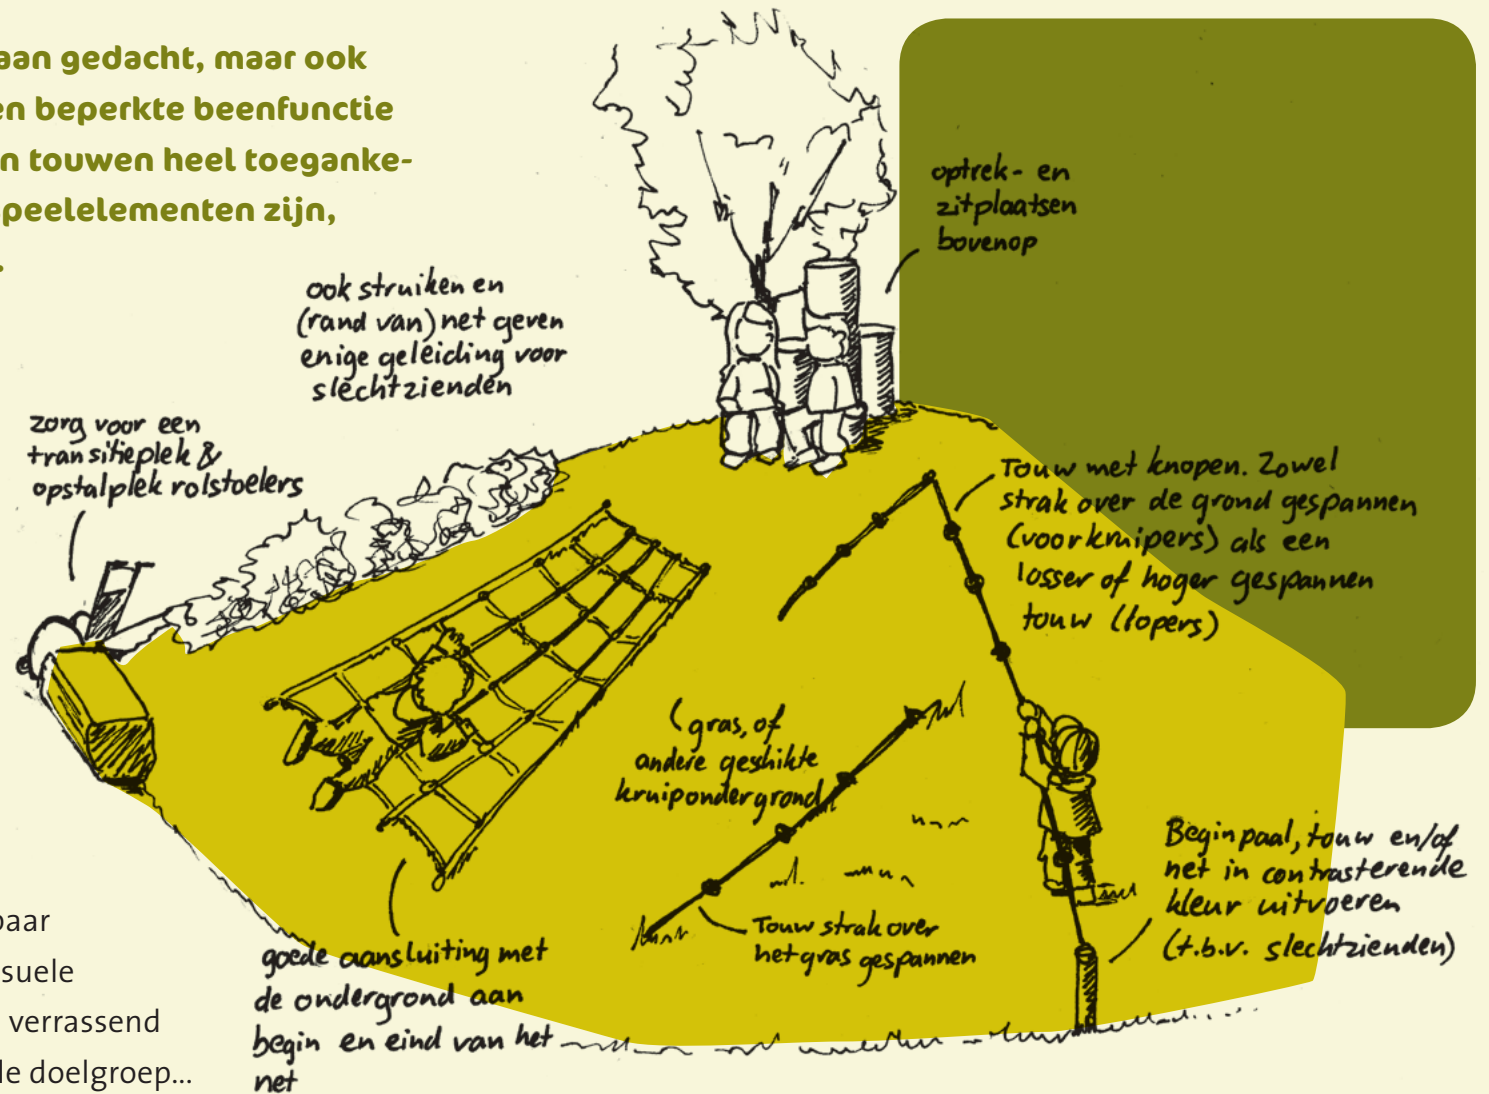 aan gedacht, maar ook
en beperkte beenfunctie
n touwen heel toeganke-
peelelementen zijn,
.
optrek- en
zitplaatsen
bovenop
ook struiken en
(rand van) net geven
enige geleiding voor
slechtzienden
zorg voor een
transitieplek &
opstalplek rolstoelers
Touw met knopen. Zowel
strak over de grond gespannen
(voor kruipers) als een
losser of hoger gespannen
touw (lopers)
(gras, of
andere geshikte
kruipondergrond
Beginpaal, touw en/of
net in contrasterende
kleur uitvoeren
(t.b.v. slechtzienden)
Touw strak over
het gras gespannen
goede aansluiting met
de ondergrond aan
begin en eind van het
net
baar
suele
verrassend
le doelgroep...